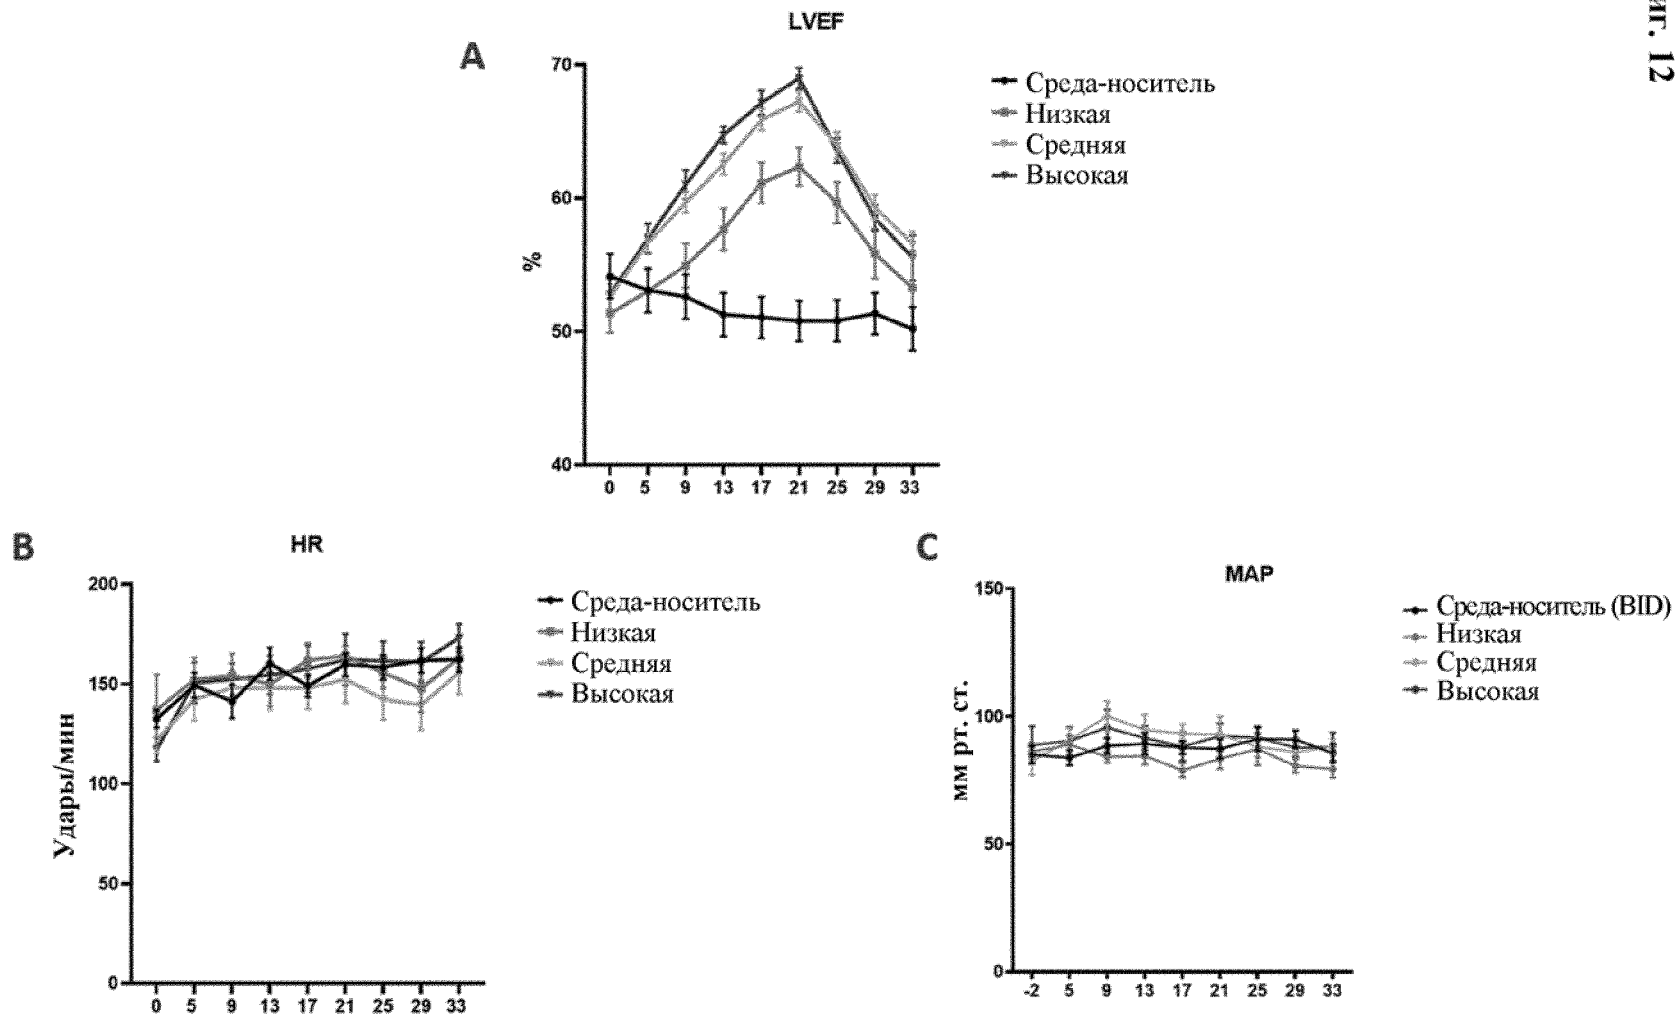 иг. 12
A
LVEF
%
70
60
50
40
0 5 9 13 17 21 25 29 33
Среда-носитель
Низкая
Средняя
Высокая
B
HR
Удары/мин
200
150
100
50
0
0 5 9 13 17 21 25 29 33
Среда-носитель
Низкая
Средняя
Высокая
C
MAP
мм рт. ст.
150
100
50
0
-2 5 9 13 17 21 25 29 33
Среда-носитель (BID)
Низкая
Средняя
Высокая